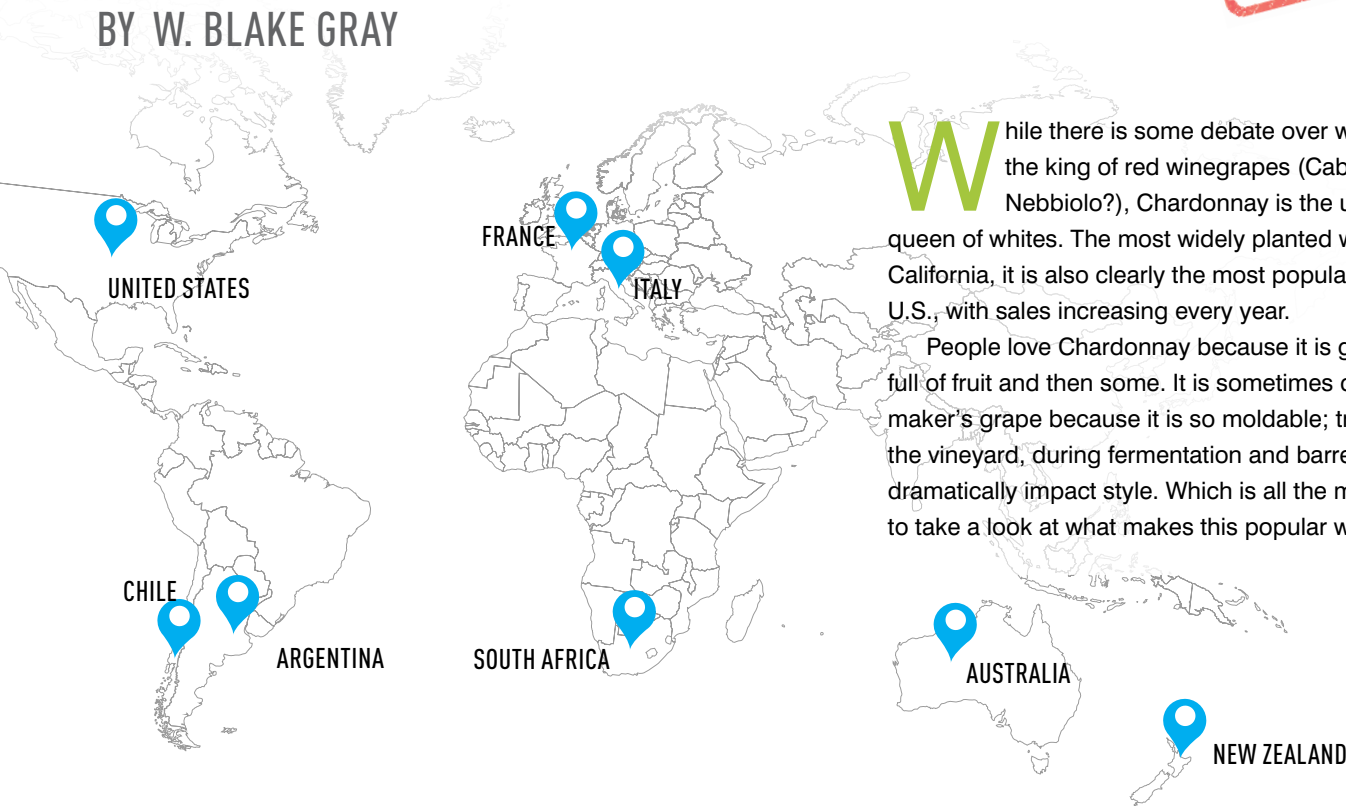 BY W. BLAKE GRAY
While there is some debate over
the king of red winegrapes
Nebbiolo?), Chardonnay is the
queen of whites. The most widely planted
California, it is also clearly the most
U.S., with sales increasing every year.
People love Chardonnay because it is
full of fruit and then some. It is sometimes
maker's grape because it is so moldable;
the vineyard, during fermentation and
dramatically impact style. Which is all the
to take a look at what makes this popular
UNITED STATES
FRANCE
ITALY
CHILE
ARGENTINA
SOUTH AFRICA
AUSTRALIA
NEW ZEALAND